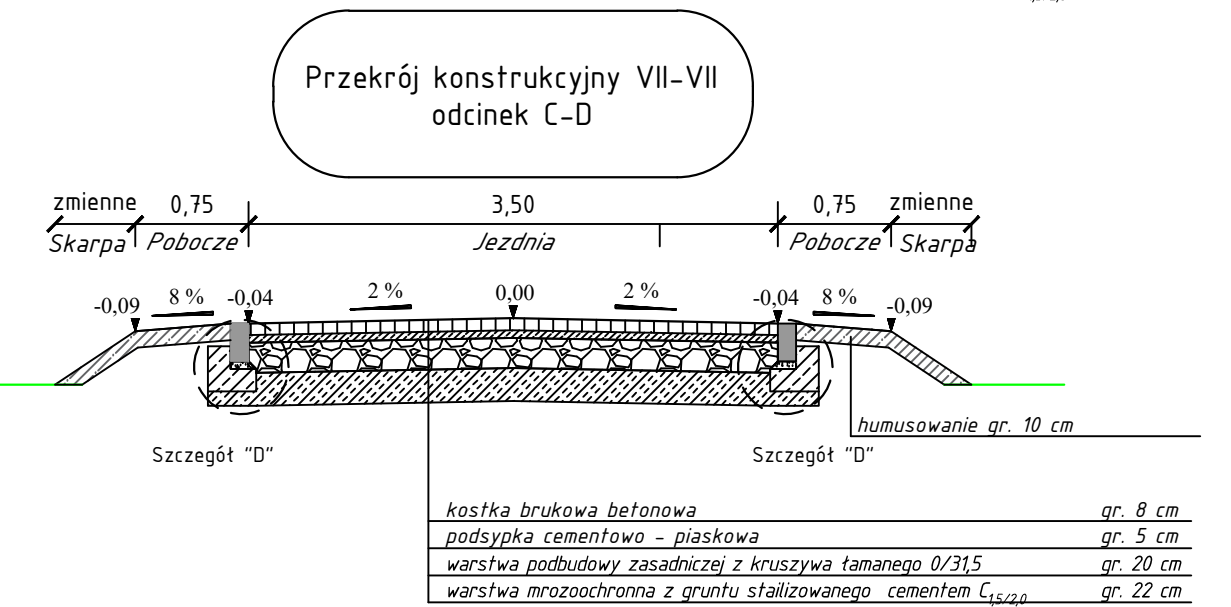 Przekrój konstrukcyjny VII-VII
odcinek C-D
zmienne 0,75 3,50 0,75 zmienne
Skarpa Pobocze Jezdnia Pobocze Skarpa
-0,09 8 % -0,04 2 % 0,00 2 % -0,04 8 % -0,09
humusowanie gr. 10 cm
Szczegół "D" Szczegół "D"
kostka brukowa betonowa gr. 8 cm
podsypka cementowo - piaskowa gr. 5 cm
warstwa podbudowy zasadniczej z kruszywa łamanego 0/31,5 gr. 20 cm
warstwa mrozoochronna z gruntu stailizowanego cementem C1,5/2,0 gr. 22 cm